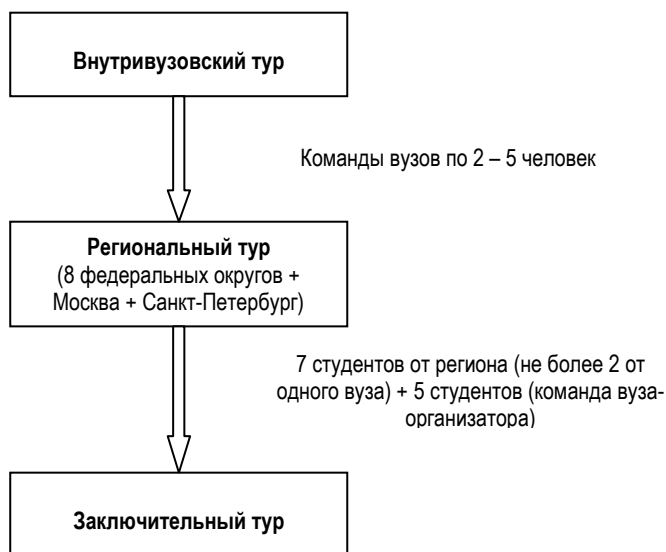 Внутривузовский тур
Команды вузов по 2 – 5 человек
Региональный тур
(8 федеральных округов +
Москва + Санкт-Петербург)
7 студентов от региона (не более 2 от
одного вуза) + 5 студентов (команда вуза-
организатора)
Заключительный тур